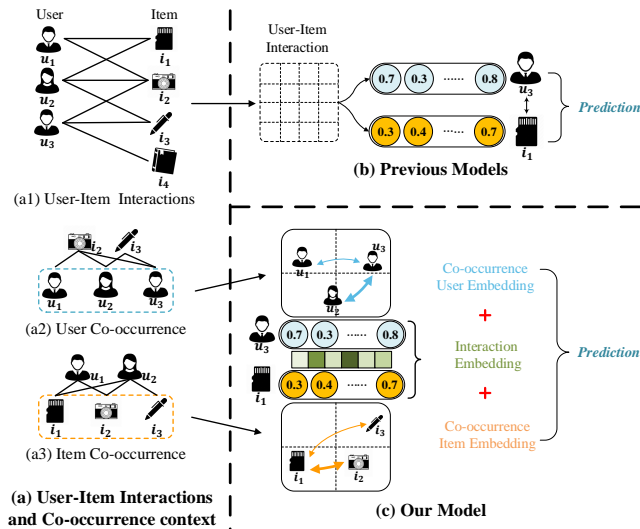 User
Item
u₁
i₁
u₂
i₂
u₃
i₃
i₄
(a1) User-Item Interactions
i₂
i₃
u₁
u₂
u₃
(a2) User Co-occurrence
u₁
u₂
i₁
i₂
i₃
(a3) Item Co-occurrence
(a) User-Item Interactions
and Co-occurrence context
User-Item
Interaction
0.7 0.3 ...... 0.8
u₃
0.3 0.4 ...... 0.7
i₁
Prediction
(b) Previous Models
u₁
u₃
u₂
u₃
0.7 0.3 ...... 0.8
i₁
0.3 0.4 ...... 0.7
i₃
i₁
i₂
Co-occurrence
User Embedding
+
Interaction
Embedding
+
Co-occurrence
Item Embedding
Prediction
(c) Our Model